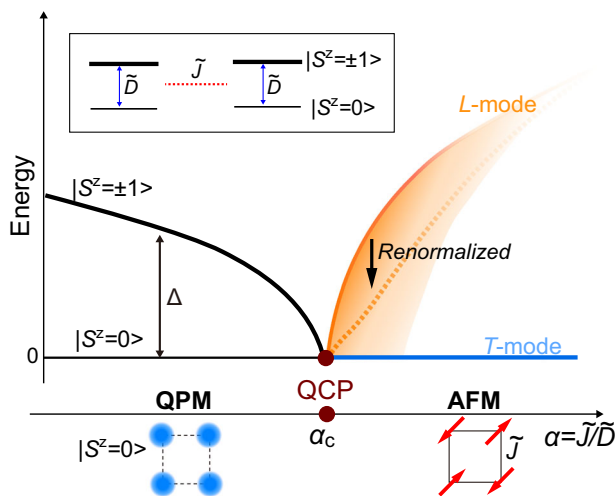 |S^z=±1>
J̃
D̃
D̃
|S^z=0>
L-mode
Energy
|S^z=±1>
Renormalized
Δ
|S^z=0>
0
T-mode
QCP
QPM
AFM
α_c
α=J̃/D̃
|S^z=0>
J̃